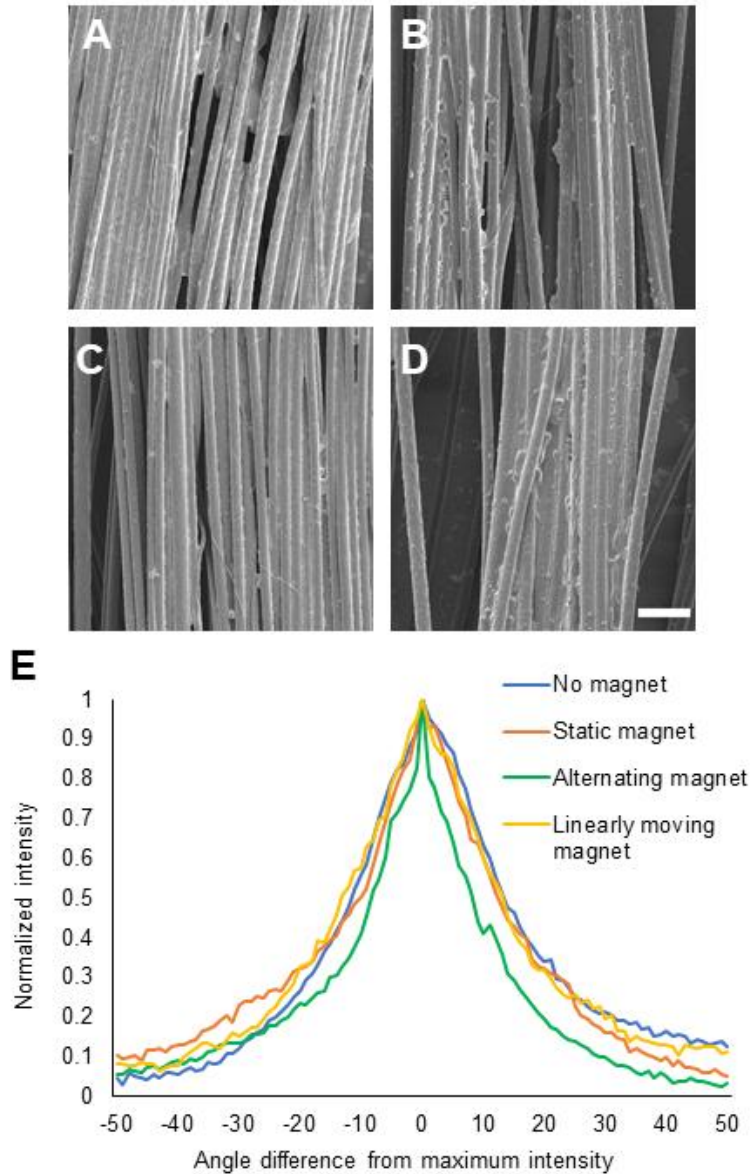 A
B
C
D
E
No magnet
Static magnet
Alternating magnet
Linearly moving
magnet
1
0.9
0.8
0.7
0.6
0.5
0.4
0.3
0.2
0.1
0
Normalized intensity
-50 -40 -30 -20 -10 0 10 20 30 40 50
Angle difference from maximum intensity